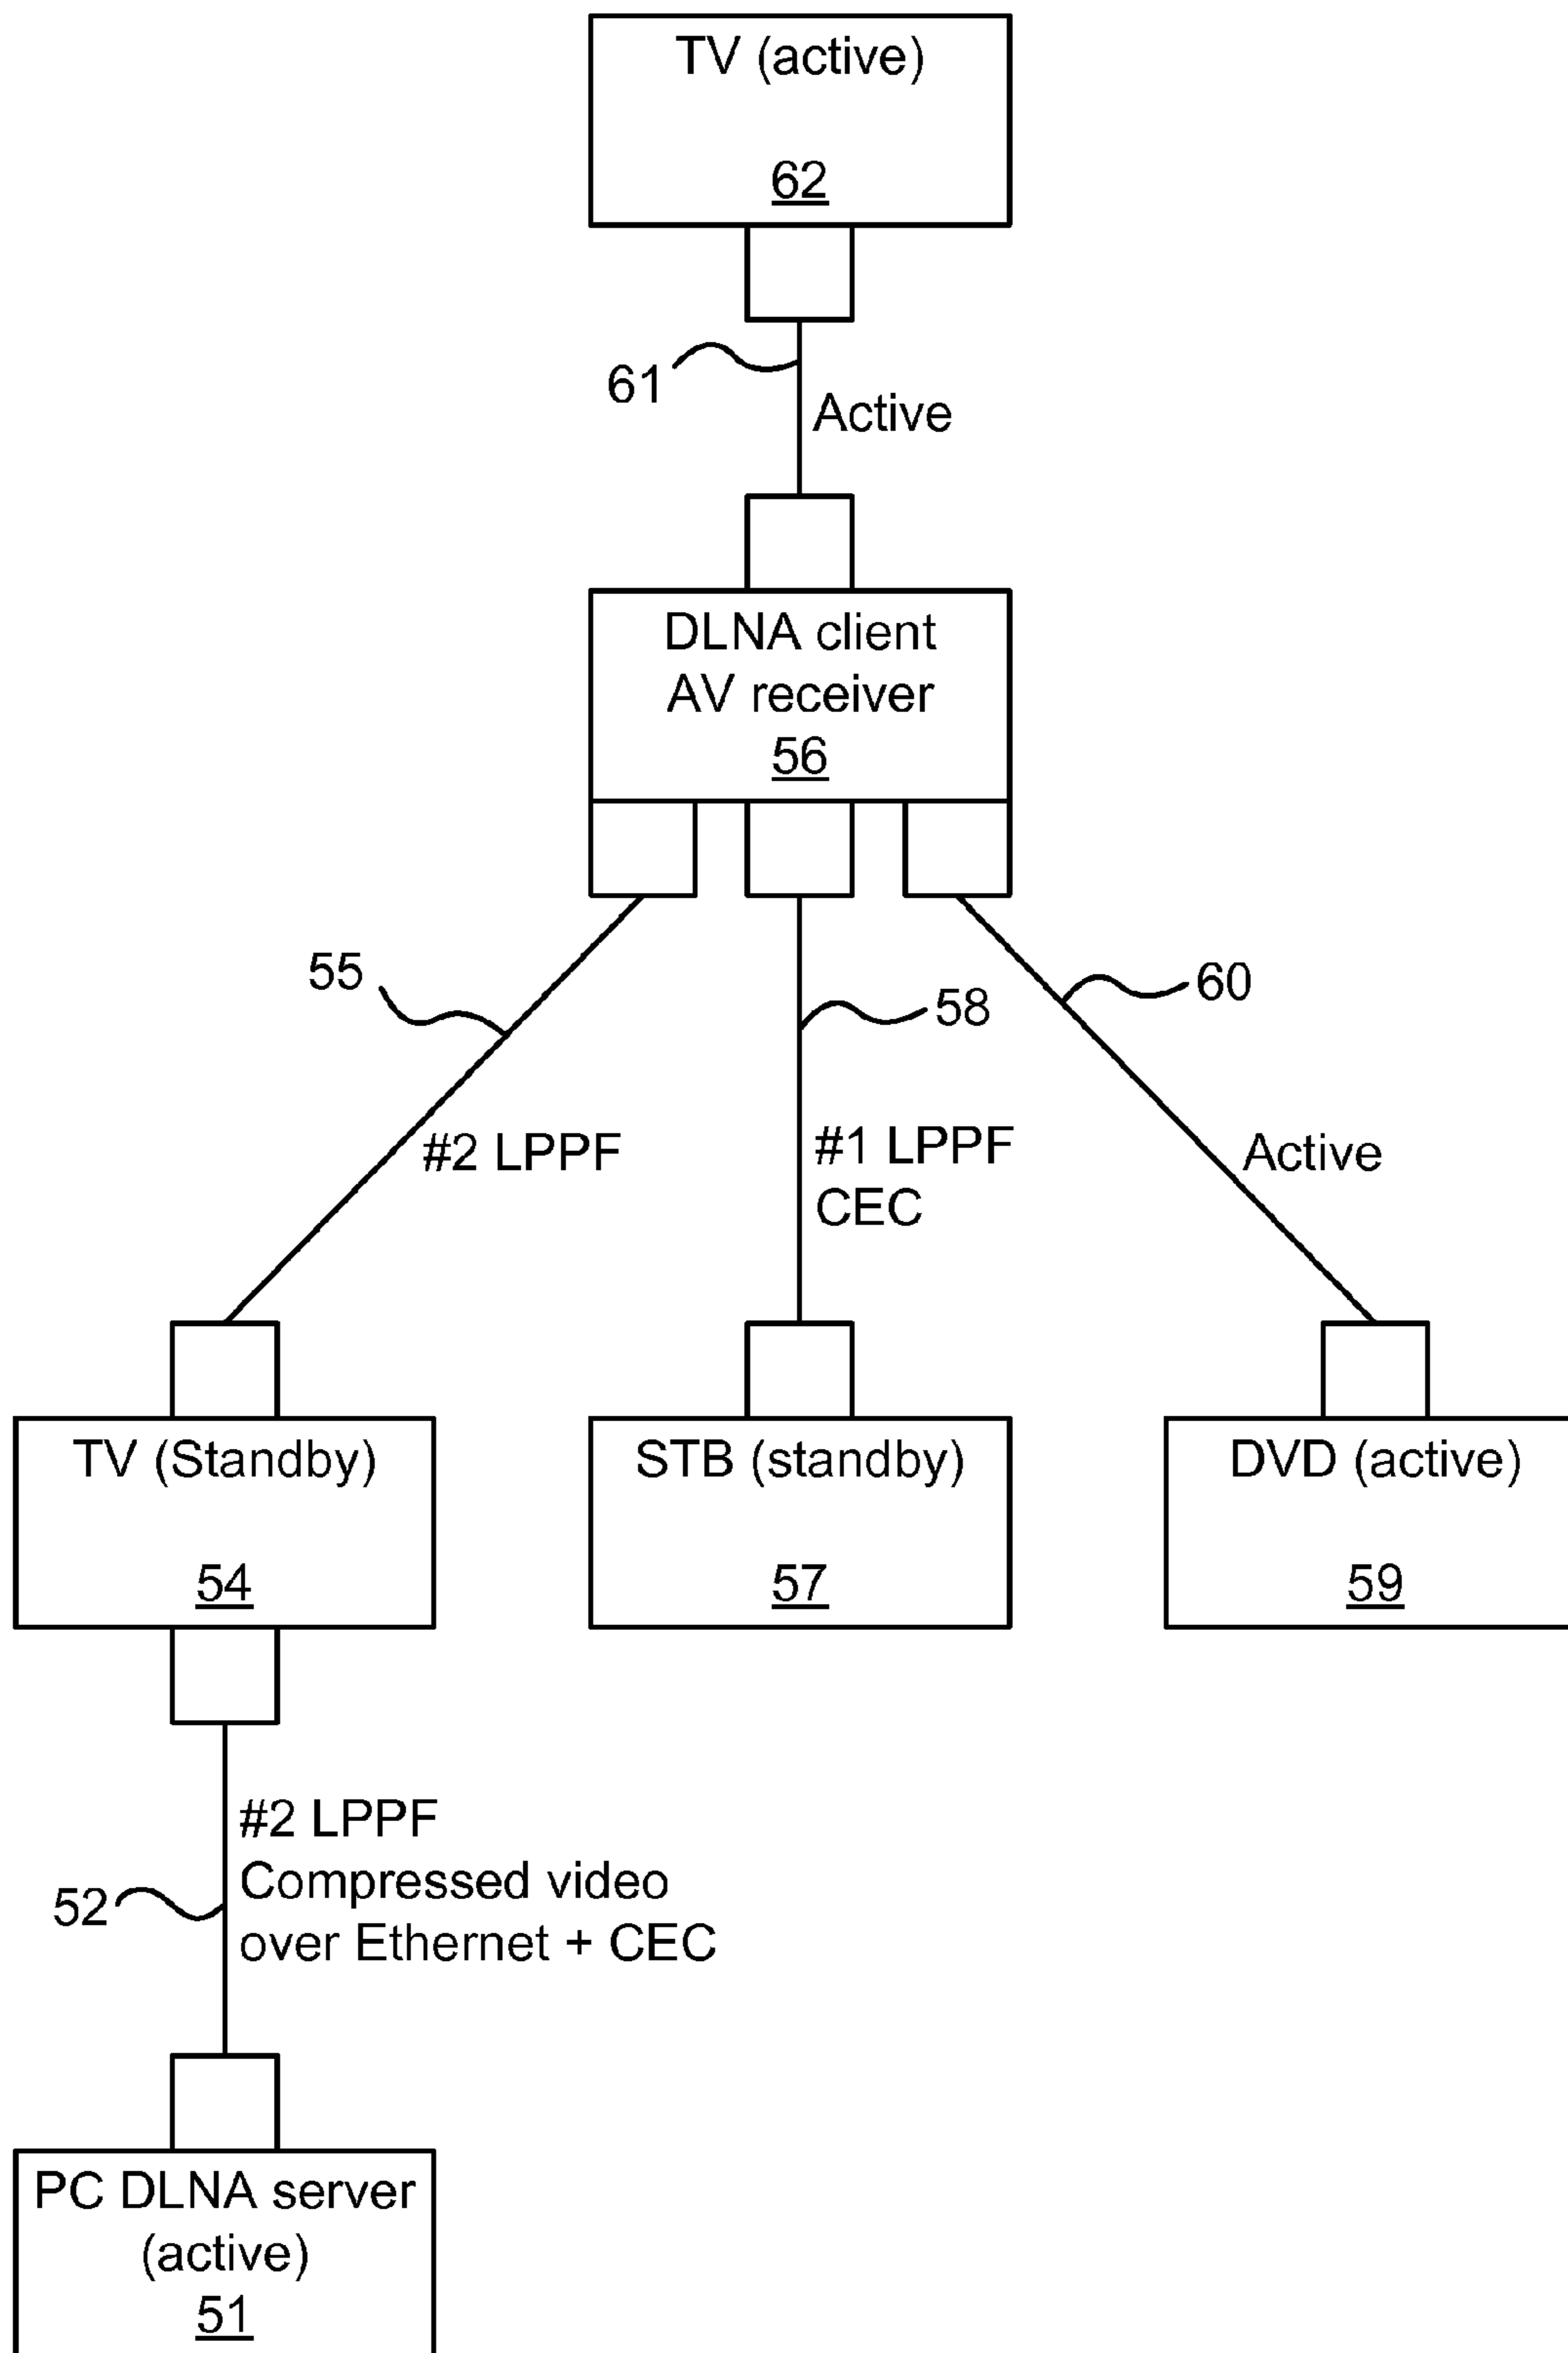 TV (active)
62
61
Active
DLNA client
AV receiver
56
55
58
60
#2 LPPF
#1 LPPF
CEC
Active
TV (Standby)
54
STB (standby)
57
DVD (active)
59
#2 LPPF
Compressed video
over Ethernet + CEC
52
PC DLNA server
(active)
51